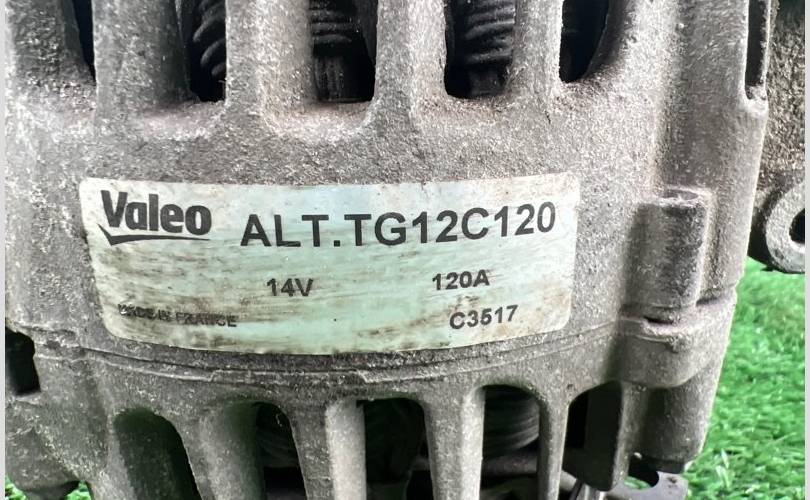 Valeo ALT.TG12C120
14V 120A
MADE IN FRANCE C3517